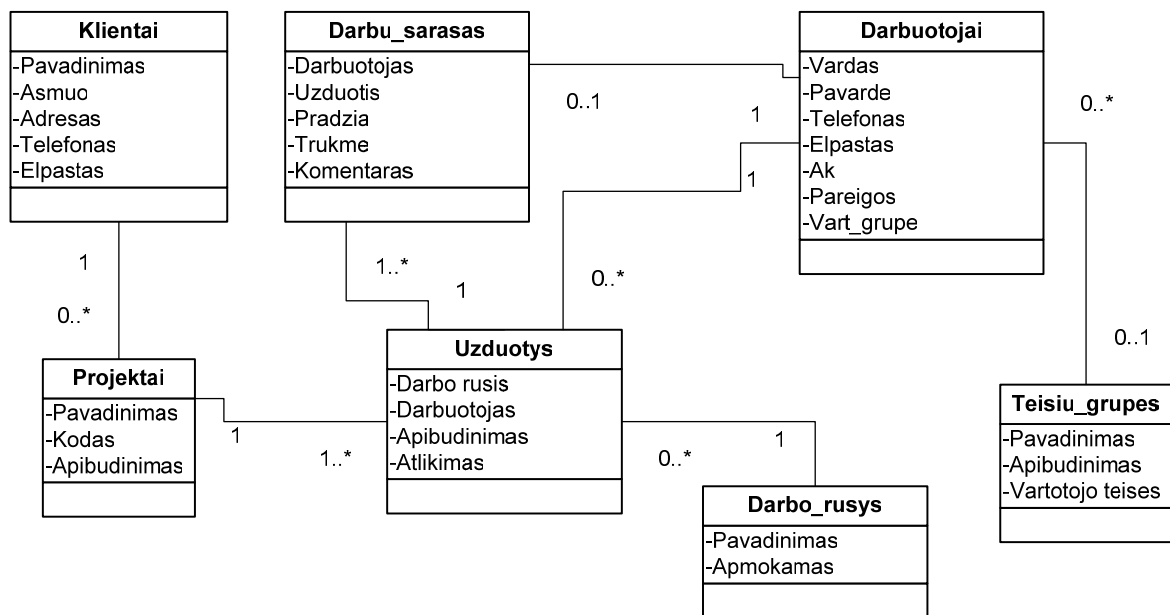 Klientai
-Pavadinimas
-Asmuo
-Adresas
-Telefonas
-Elpastas
Darbu_sarasas
-Darbuotojas
-Uzduotis
-Pradzia
-Trukme
-Komentaras
Darbuotojai
-Vardas
-Pavarde
-Telefonas
-Elpastas
-Ak
-Pareigos
-Vart_grupe
0..1
1
1
0..*
1
0..*
1..*
1
0..*
0..1
Projektai
-Pavadinimas
-Kodas
-Apibudinimas
1
1..*
Uzduotys
-Darbo rusis
-Darbuotojas
-Apibudinimas
-Atlikimas
0..*
1
Darbo_rusys
-Pavadinimas
-Apmokamas
Teisiu_grupes
-Pavadinimas
-Apibudinimas
-Vartotojo teises